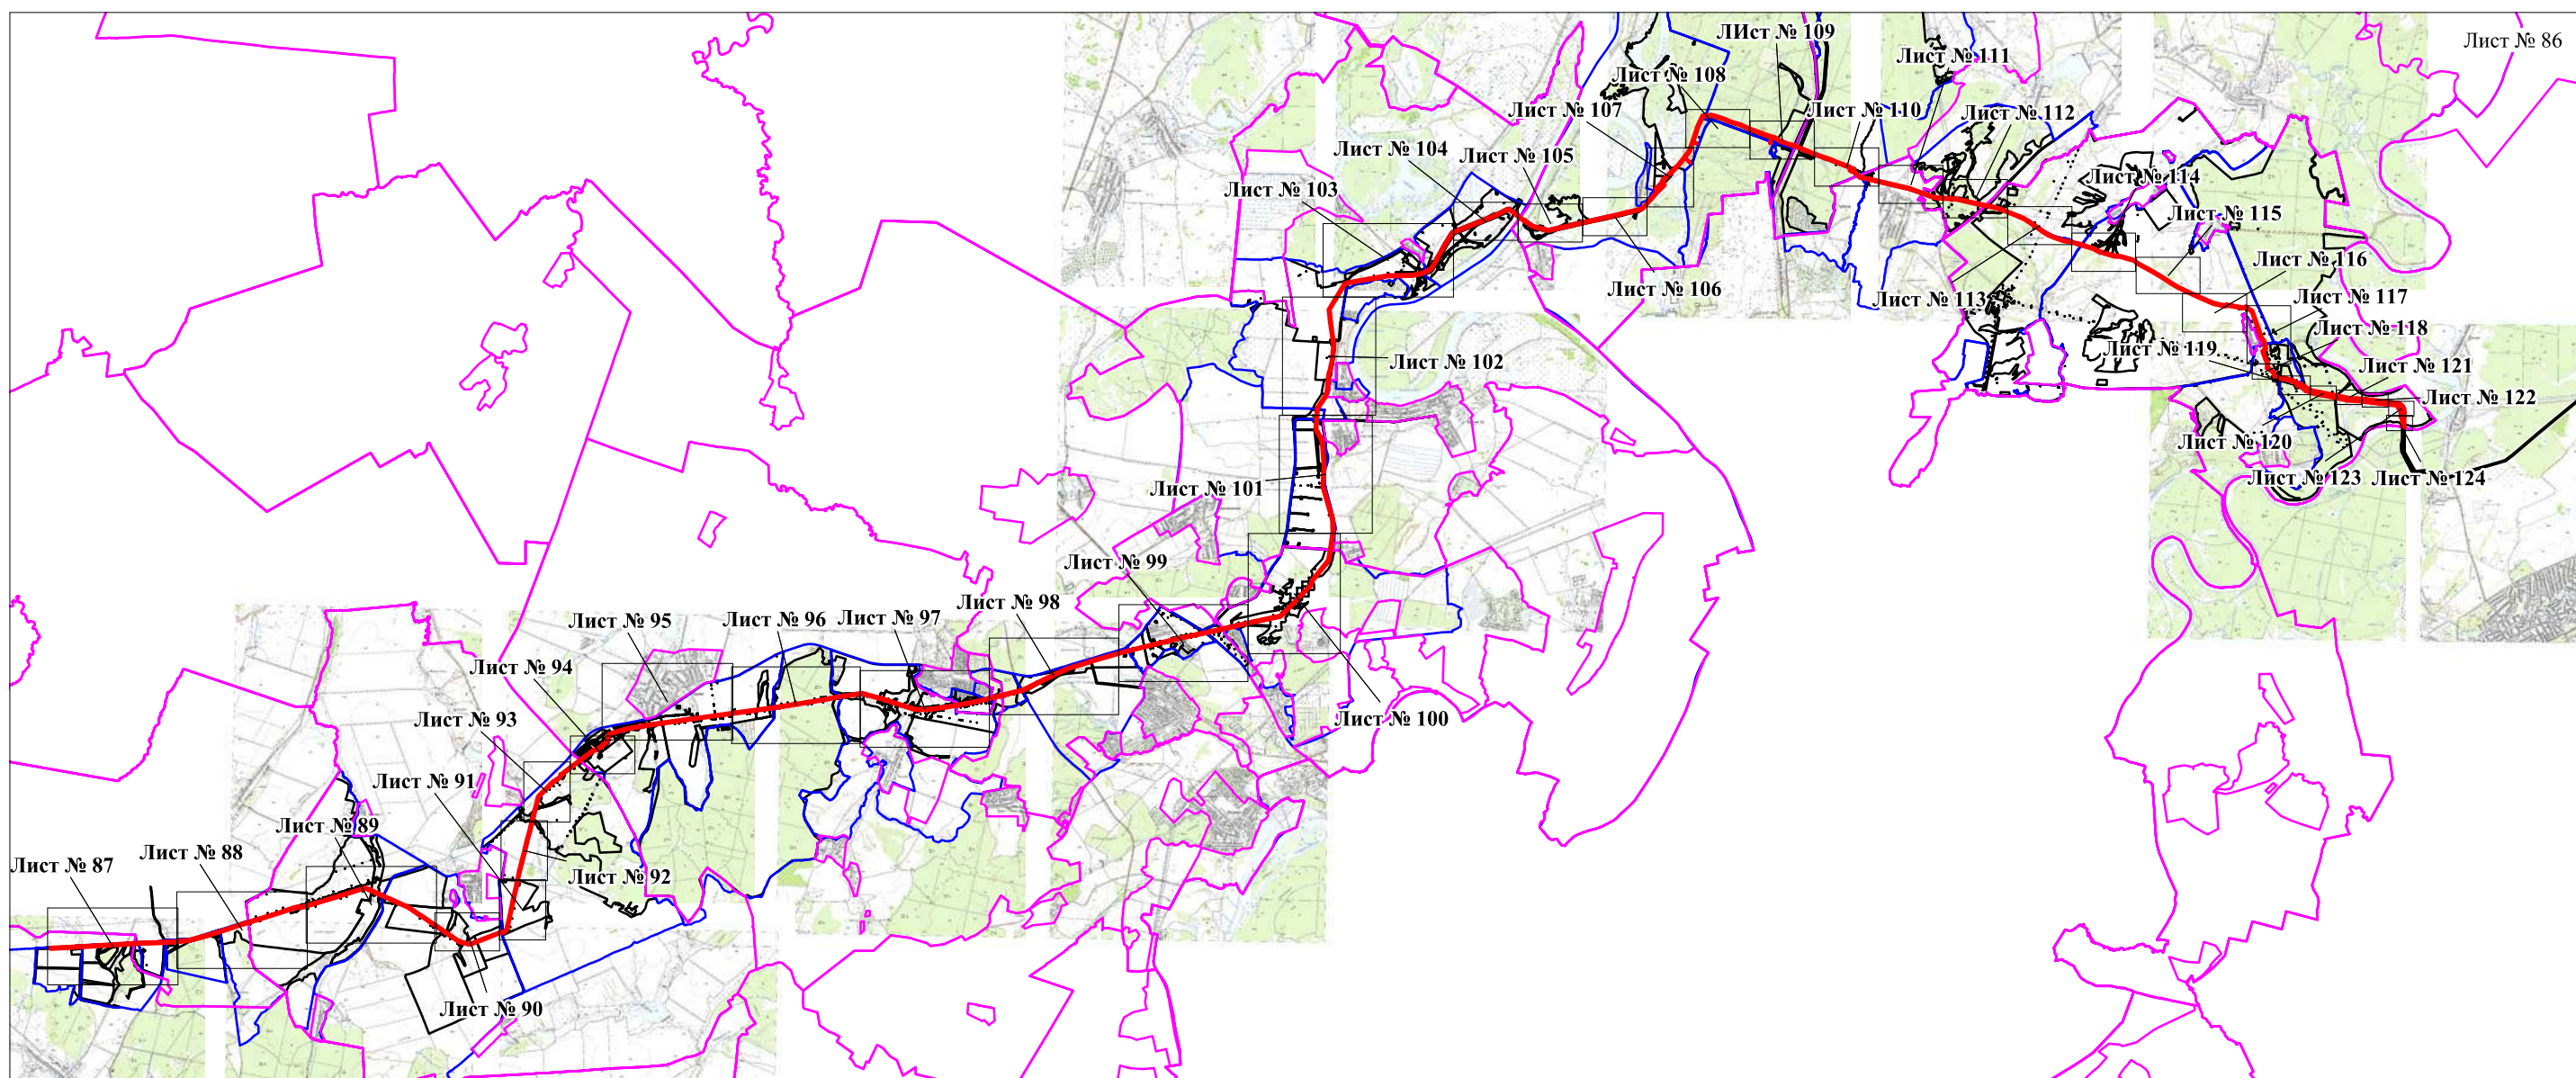 Лист № 86
ЛИст № 109
Лист № 111
Лист № 108
Лист № 107
Лист № 110
Лист № 112
Лист № 104
Лист № 105
Лист № 103
Лист № 114
Лист № 115
Лист № 116
Лист № 106
Лист № 113
Лист № 117
Лист № 118
Лист № 119
Лист № 102
Лист № 121
Лист № 122
Лист № 120
Лист № 123
Лист № 124
Лист № 101
Лист № 99
Лист № 98
Лист № 95
Лист № 96
Лист № 97
Лист № 94
Лист № 93
Лист № 100
Лист № 91
Лист № 89
Лист № 88
Лист № 87
Лист № 92
Лист № 90